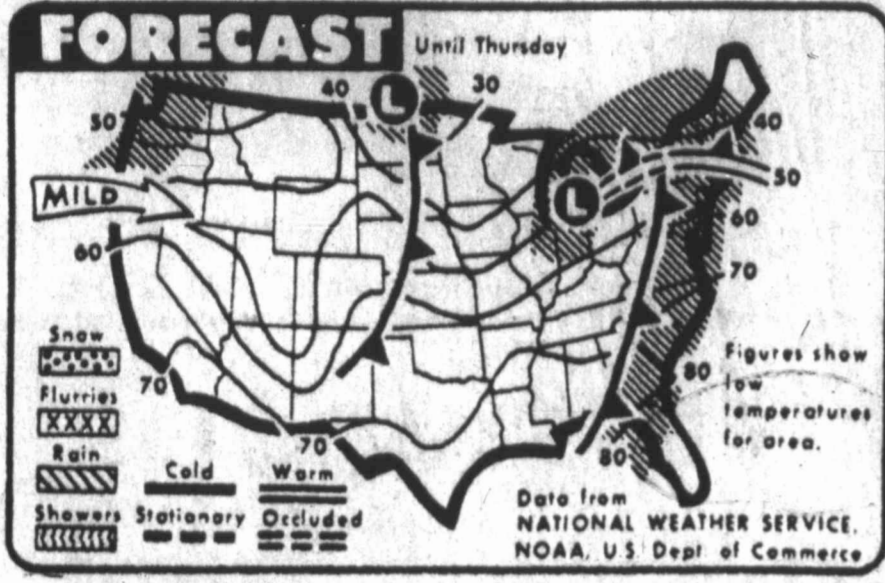 FORECAST
Until Thursday
40
L
30
50
MILD
60
L
40
50
60
70
80
80
70
70
Snow
Flurries
Rain
Showers
Cold
Warm
Stationary
Occluded
Figures show
low
temperatures
for area.
Data from
NATIONAL WEATHER SERVICE,
NOAA, U.S. Dept. of Commerce